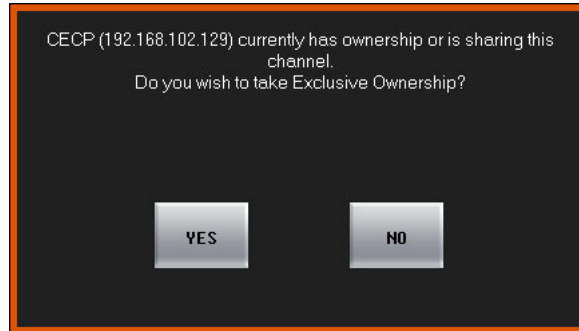 CECP (192.168.102.129) currently has ownership or is sharing this
channel.
Do you wish to take Exclusive Ownership?
YES
NO